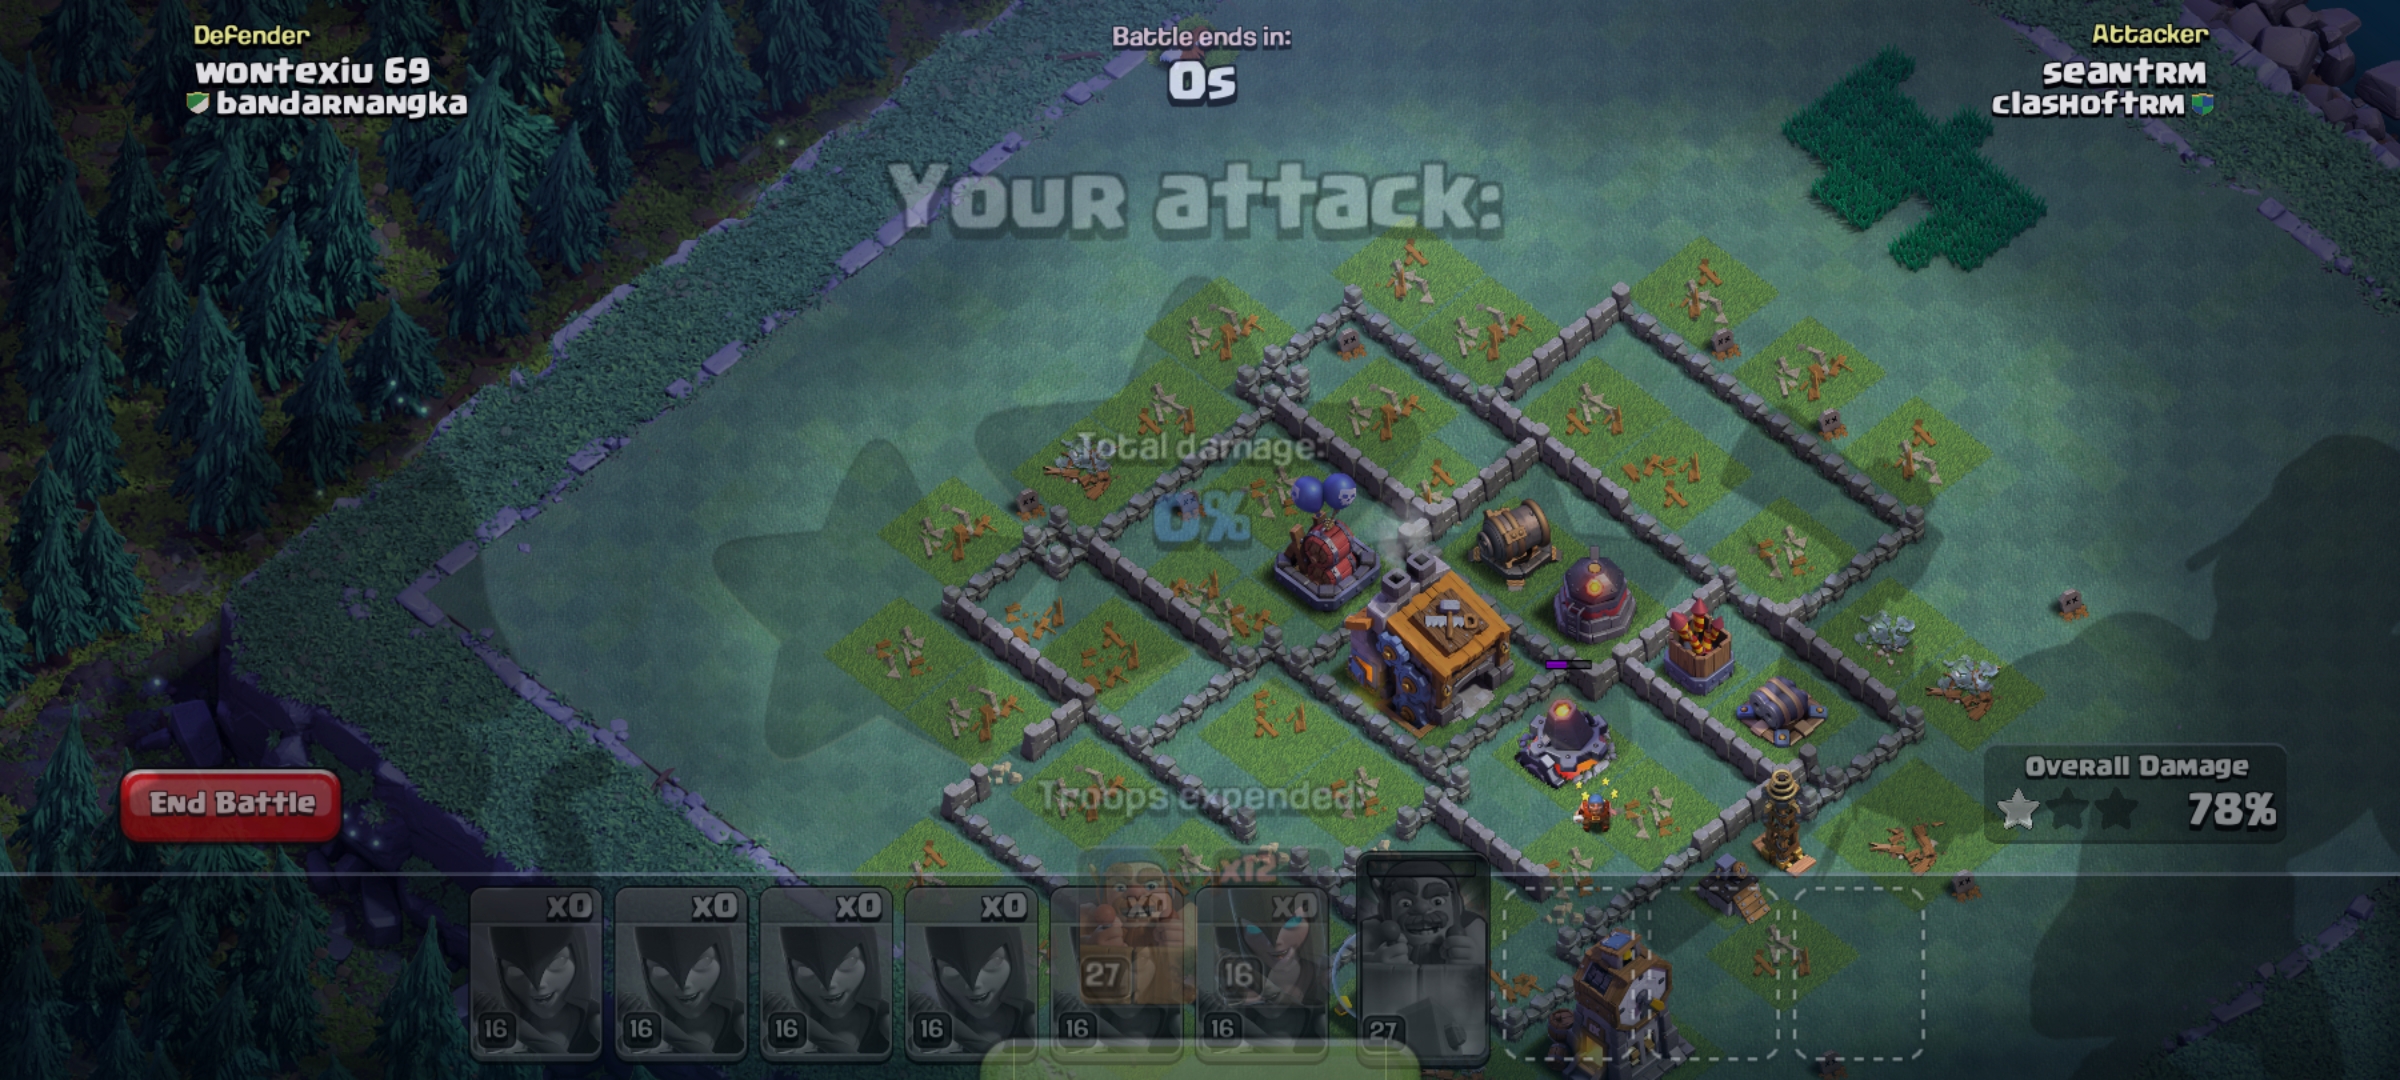 Defender
wontexiu 69
bandarnangka
Battle ends in:
0s
Attacker
seantRM
clashoftRM
Your attack:
Total damage:
0%
Troops expended:
End Battle
Overall Damage
78%
x0 x0 x0 x0 x0 x12 x0
27 16
16 16 16 16 16 16 27